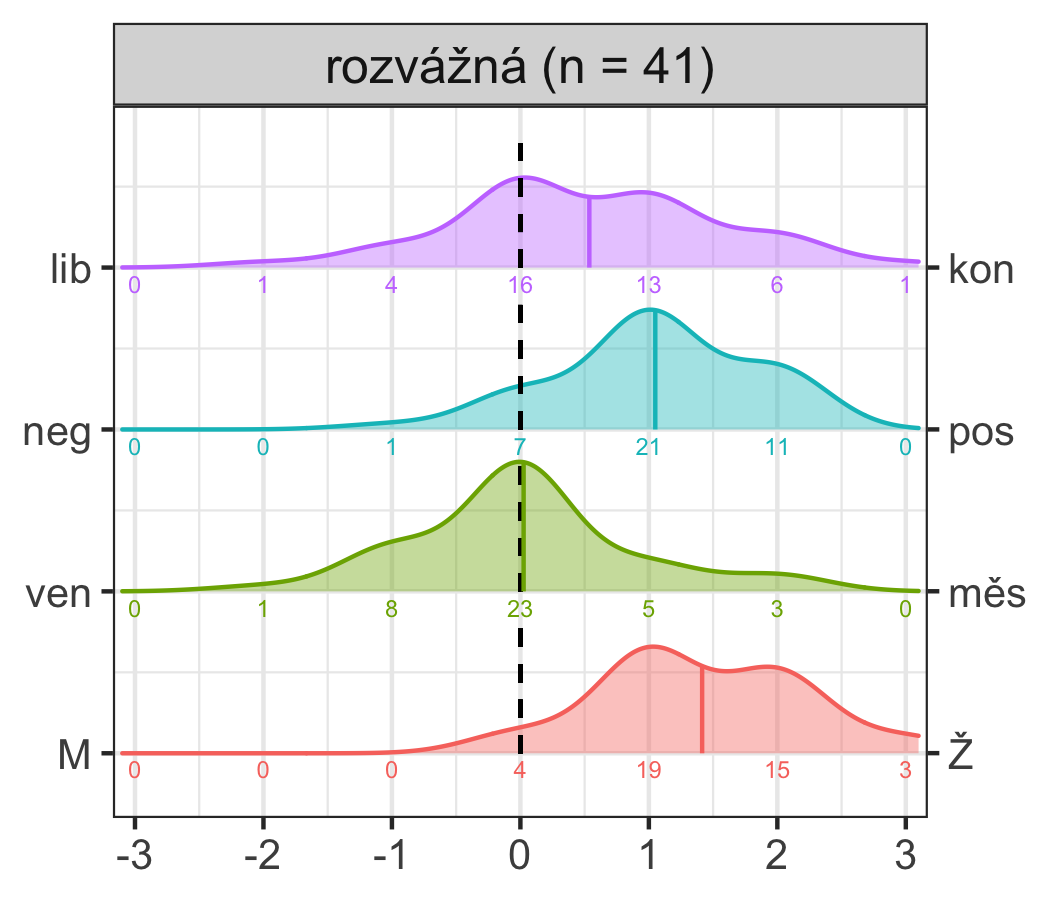 rozvážná (n = 41)
lib kon
0 1 4 16 13 6 1
neg pos
0 0 1 7 21 11 0
ven měs
0 1 8 23 5 3 0
M Ž
0 0 0 4 19 15 3
-3 -2 -1 0 1 2 3